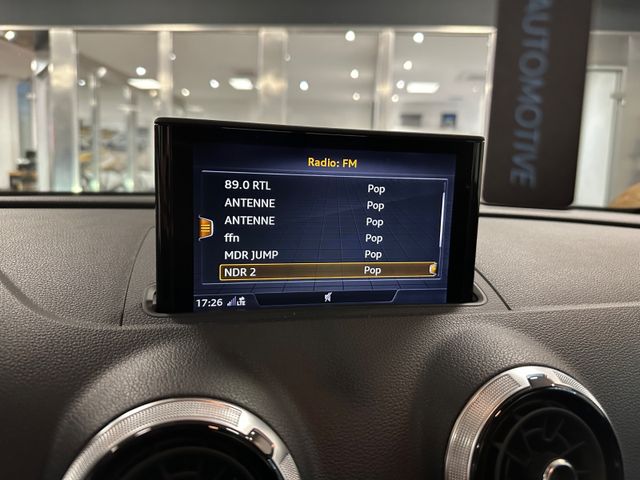 Radio: FM
89.0 RTL Pop
ANTENNE Pop
ANTENNE Pop
ffn Pop
MDR JUMP Pop
NDR 2 Pop
17:26 LTE
AUTOMOTIVE